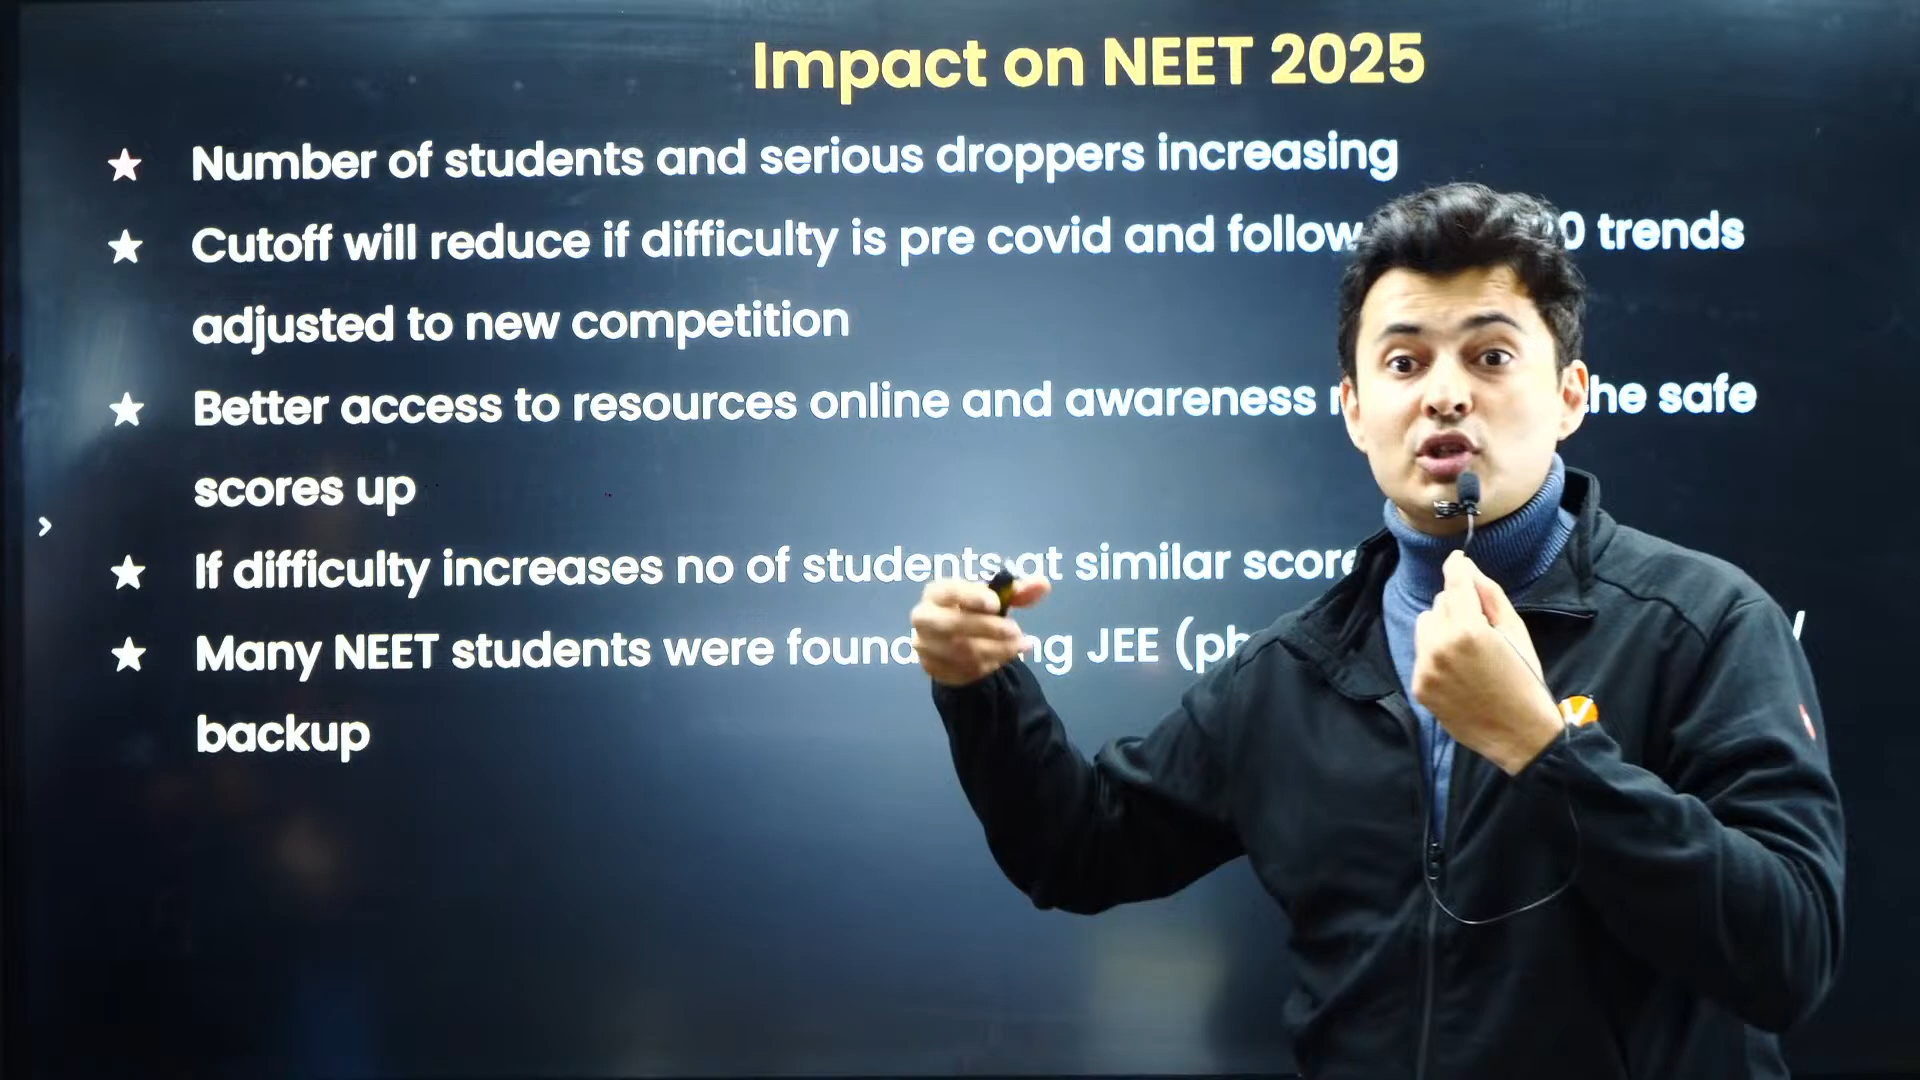 Impact on NEET 2025
★ Number of students and serious droppers increasing
★ Cutoff will reduce if difficulty is pre covid and follow trends
adjusted to new competition
★ Better access to resources online and awareness the safe
scores up
★ If difficulty increases no of students at similar score
★ Many NEET students were found JEE
backup